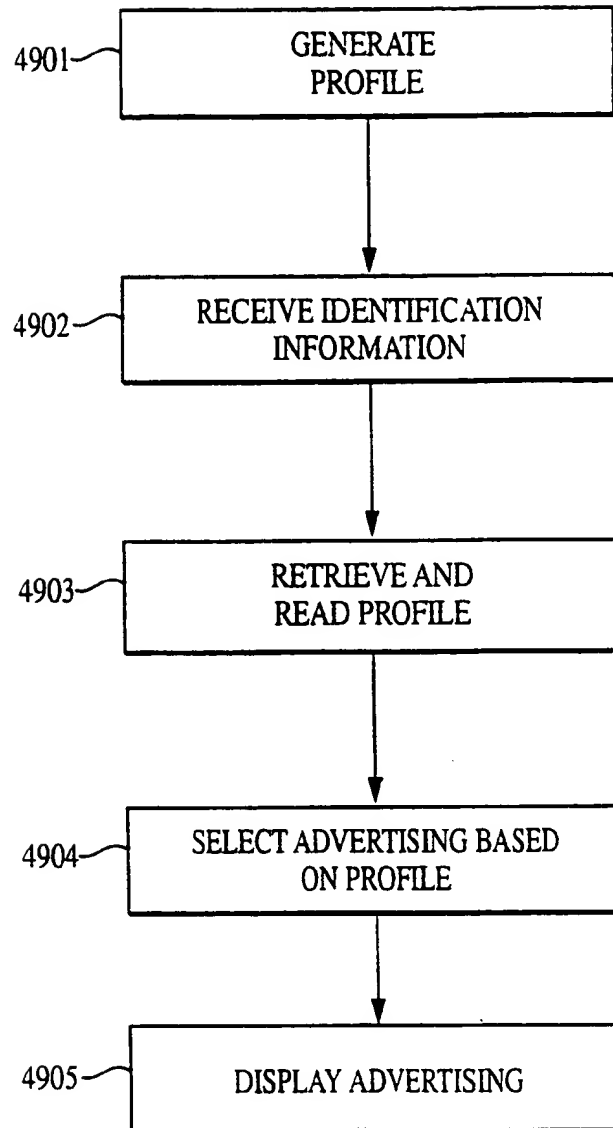 4901
GENERATE
PROFILE
4902
RECEIVE IDENTIFICATION
INFORMATION
4903
RETRIEVE AND
READ PROFILE
4904
SELECT ADVERTISING BASED
ON PROFILE
4905
DISPLAY ADVERTISING